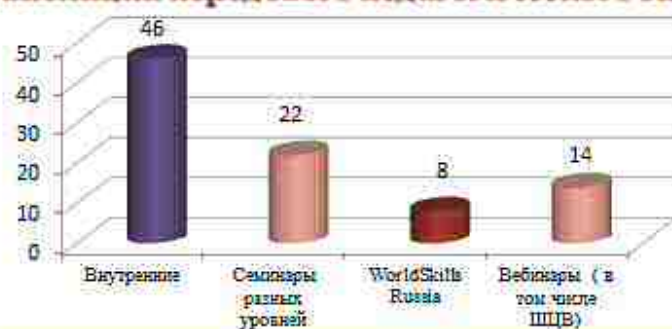 46
50
40
30
20
10
0
22
8
14
Внутренние
Семинары
разных
уровней
WorldSkills
Russia
Вебинары ( в
том числе
ШЦВ)